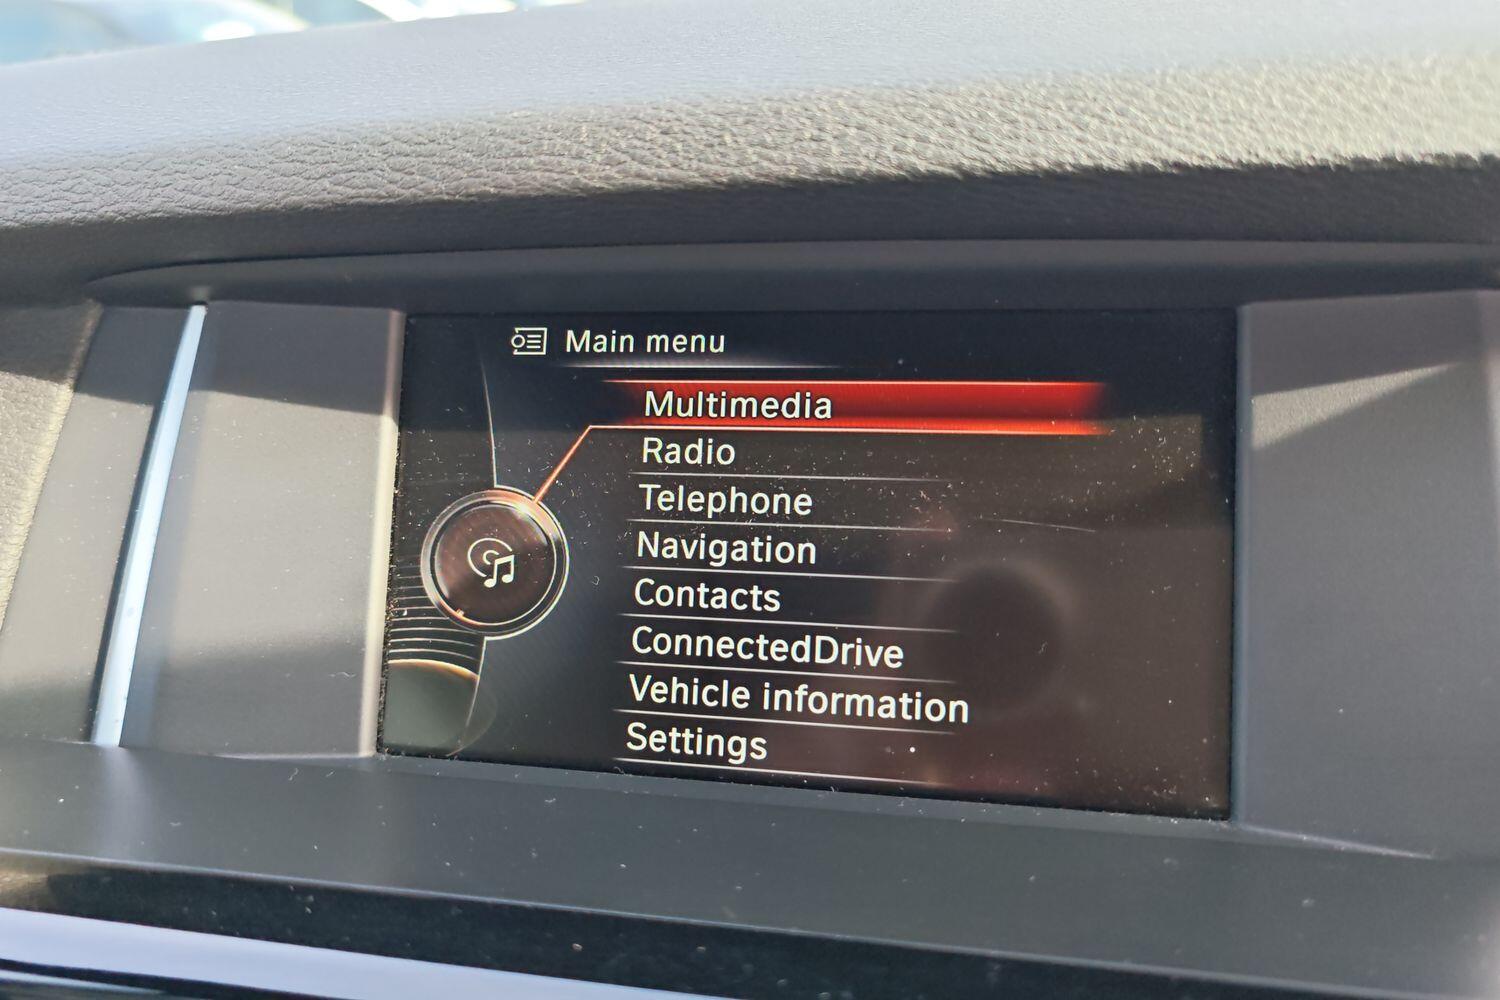 Main menu
Multimedia
Radio
Telephone
Navigation
Contacts
ConnectedDrive
Vehicle information
Settings